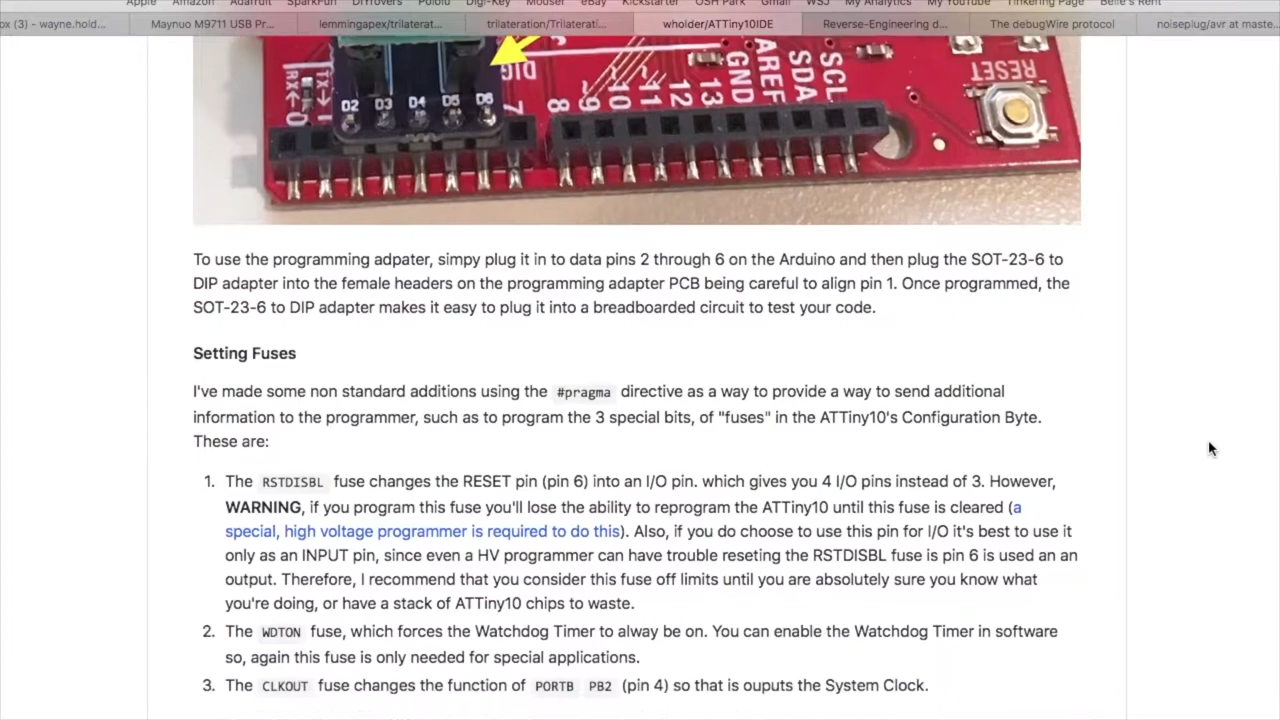 Apple Amazon Adafruit SparkFun DIYDrovers Pololu Digi-Key Mouser eBay Kickstarter OSH Park Gmail WSJ My Analytics My YouTube Tinkering Page Belle's Rent
ox (3) - wayne.hold... Maynuo M9711 USB Pr... lemmingapex/trilaterat... trilateration/Trilaterati... wholder/ATTiny10IDE Reverse-Engineering d... The debugWire protocol noiseplug/avr at maste...
RX←0 TX→1 D2 D3 D4 D5 D6 7 8 ~9 ~10 ~11 12 13 GND AREF SDA SCL RESET
DIG
To use the programming adpater, simpy plug it in to data pins 2 through 6 on the Arduino and then plug the SOT-23-6 to
DIP adapter into the female headers on the programming adapter PCB being careful to align pin 1. Once programmed, the
SOT-23-6 to DIP adapter makes it easy to plug it into a breadboarded circuit to test your code.
Setting Fuses
I've made some non standard additions using the #pragma directive as a way to provide a way to send additional
information to the programmer, such as to program the 3 special bits, of "fuses" in the ATTiny10's Configuration Byte.
These are:
1. The RSTDISBL fuse changes the RESET pin (pin 6) into an I/O pin. which gives you 4 I/O pins instead of 3. However,
WARNING, if you program this fuse you'll lose the ability to reprogram the ATTiny10 until this fuse is cleared (a
special, high voltage programmer is required to do this). Also, if you do choose to use this pin for I/O it's best to use it
only as an INPUT pin, since even a HV programmer can have trouble reseting the RSTDISBL fuse is pin 6 is used an an
output. Therefore, I recommend that you consider this fuse off limits until you are absolutely sure you know what
you're doing, or have a stack of ATTiny10 chips to waste.
2. The WDTON fuse, which forces the Watchdog Timer to alway be on. You can enable the Watchdog Timer in software
so, again this fuse is only needed for special applications.
3. The CLKOUT fuse changes the function of PORTB PB2 (pin 4) so that is ouputs the System Clock.